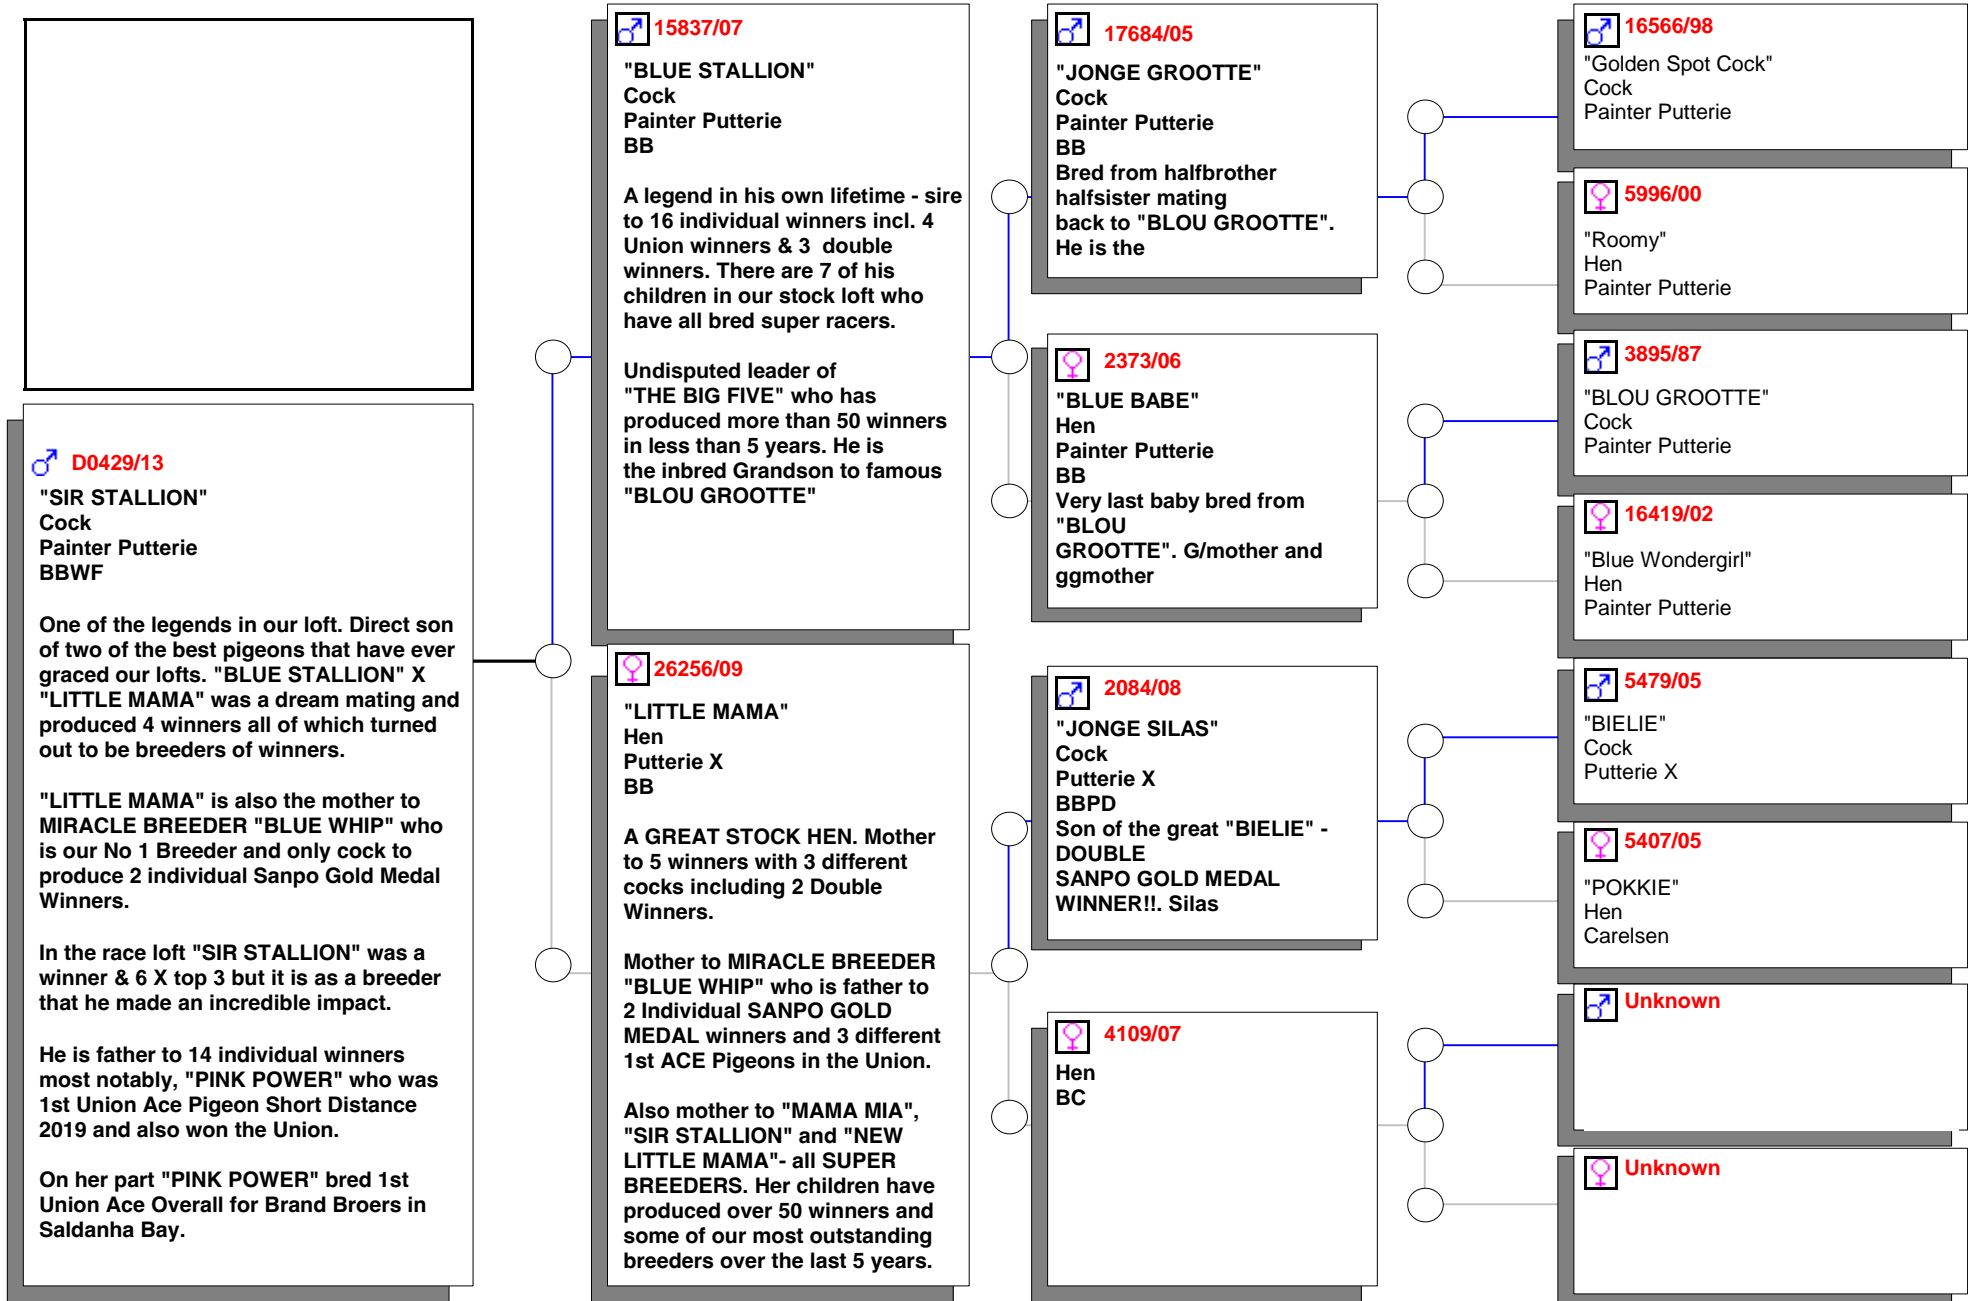 D0429/13
"SIR STALLION"
Cock
Painter Putterie
BBWF
One of the legends in our loft. Direct son
of two of the best pigeons that have ever
graced our lofts. "BLUE STALLION" X
"LITTLE MAMA" was a dream mating and
produced 4 winners all of which turned
out to be breeders of winners.
"LITTLE MAMA" is also the mother to
MIRACLE BREEDER "BLUE WHIP" who
is our No 1 Breeder and only cock to
produce 2 individual Sanpo Gold Medal
Winners.
In the race loft "SIR STALLION" was a
winner & 6 X top 3 but it is as a breeder
that he made an incredible impact.
He is father to 14 individual winners
most notably, "PINK POWER" who was
1st Union Ace Pigeon Short Distance
2019 and also won the Union.
On her part "PINK POWER" bred 1st
Union Ace Overall for Brand Broers in
Saldanha Bay.
15837/07
"BLUE STALLION"
Cock
Painter Putterie
BB
A legend in his own lifetime - sire
to 16 individual winners incl. 4
Union winners & 3 double
winners. There are 7 of his
children in our stock loft who
have all bred super racers.
Undisputed leader of
"THE BIG FIVE" who has
produced more than 50 winners
in less than 5 years. He is
the inbred Grandson to famous
"BLOU GROOTTE"
26256/09
"LITTLE MAMA"
Hen
Putterie X
BB
A GREAT STOCK HEN. Mother
to 5 winners with 3 different
cocks including 2 Double
Winners.
Mother to MIRACLE BREEDER
"BLUE WHIP" who is father to
2 Individual SANPO GOLD
MEDAL winners and 3 different
1st ACE Pigeons in the Union.
Also mother to "MAMA MIA",
"SIR STALLION" and "NEW
LITTLE MAMA"- all SUPER
BREEDERS. Her children have
produced over 50 winners and
some of our most outstanding
breeders over the last 5 years.
17684/05
"JONGE GROOTTE"
Cock
Painter Putterie
BB
Bred from halfbrother
halfsister mating
back to "BLOU GROOTTE".
He is the
2373/06
"BLUE BABE"
Hen
Painter Putterie
BB
Very last baby bred from
"BLOU
GROOTTE". G/mother and
ggmother
2084/08
"JONGE SILAS"
Cock
Putterie X
BBPD
Son of the great "BIELIE" -
DOUBLE
SANPO GOLD MEDAL
WINNER!!. Silas
4109/07
Hen
BC
16566/98
"Golden Spot Cock"
Cock
Painter Putterie
5996/00
"Roomy"
Hen
Painter Putterie
3895/87
"BLOU GROOTTE"
Cock
Painter Putterie
16419/02
"Blue Wondergirl"
Hen
Painter Putterie
5479/05
"BIELIE"
Cock
Putterie X
5407/05
"POKKIE"
Hen
Carelsen
Unknown
Unknown